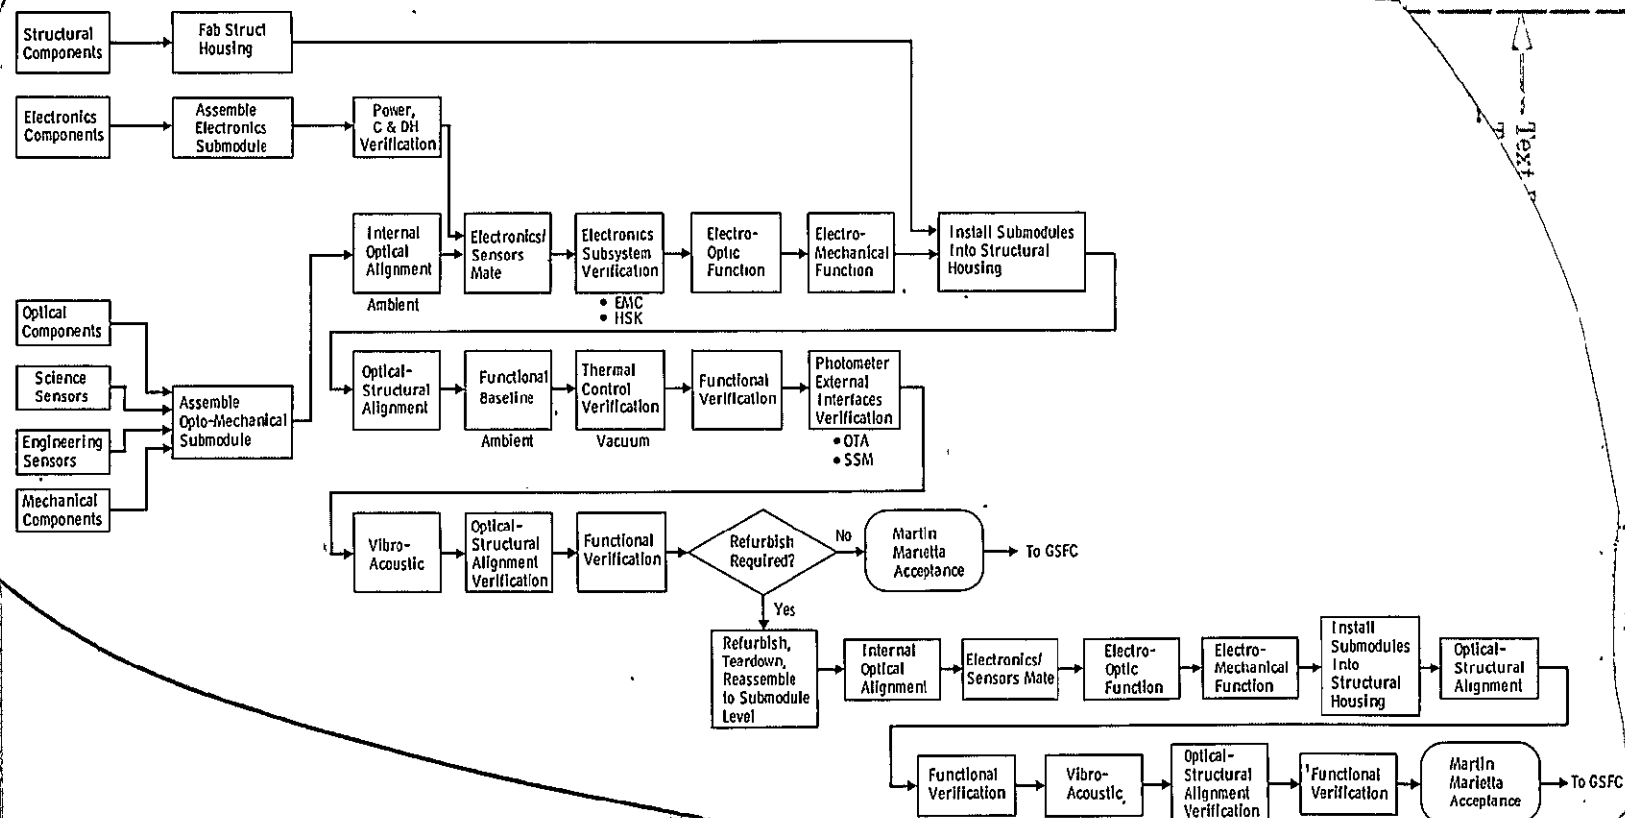 Structural
Components
Fab Struct
Housing
Electronics
Components
Assemble
Electronics
Submodule
Power,
C & DH
Verification
Text
Internal
Optical
Alignment
Ambient
Electronics/
Sensors
Mate
Electronics
Subsystem
Verification
• EMC
• HSK
Electro-
Optic
Function
Electro-
Mechanical
Function
Install Submodules
Into Structural
Housing
Optical
Components
Science
Sensors
Engineering
Sensors
Mechanical
Components
Assemble
Opto-Mechanical
Submodule
Optical-
Structural
Alignment
Functional
Baseline
Ambient
Thermal
Control
Verification
Vacuum
Functional
Verification
Photometer
External
Interfaces
Verification
• OTA
• SSM
Vibro-
Acoustic
Optical-
Structural
Alignment
Verification
Functional
Verification
Refurbish
Required?
No
Martin
Marietta
Acceptance
To GSFC
Yes
Refurbish,
Teardown,
Reassemble
to Submodule
Level
Internal
Optical
Alignment
Electronics/
Sensors Mate
Electro-
Optic
Function
Electro-
Mechanical
Function
Install
Submodules
Into
Structural
Housing
Optical-
Structural
Alignment
Functional
Verification
Vibro-
Acoustic
Optical-
Structural
Alignment
Verification
Functional
Verification
Martin
Marietta
Acceptance
To GSFC